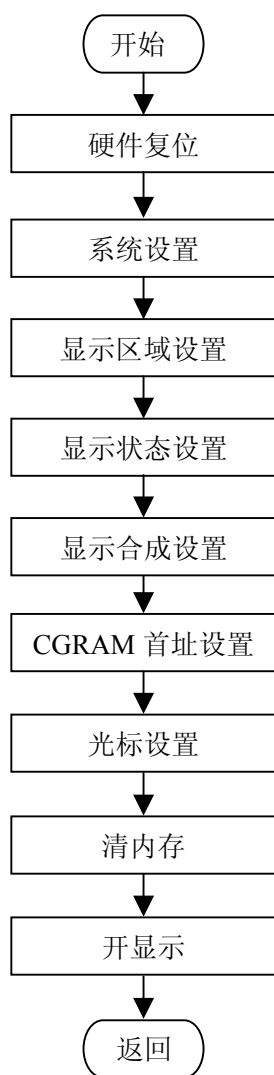 开始
硬件复位
系统设置
显示区域设置
显示状态设置
显示合成设置
CGRAM 首址设置
光标设置
清内存
开显示
返回